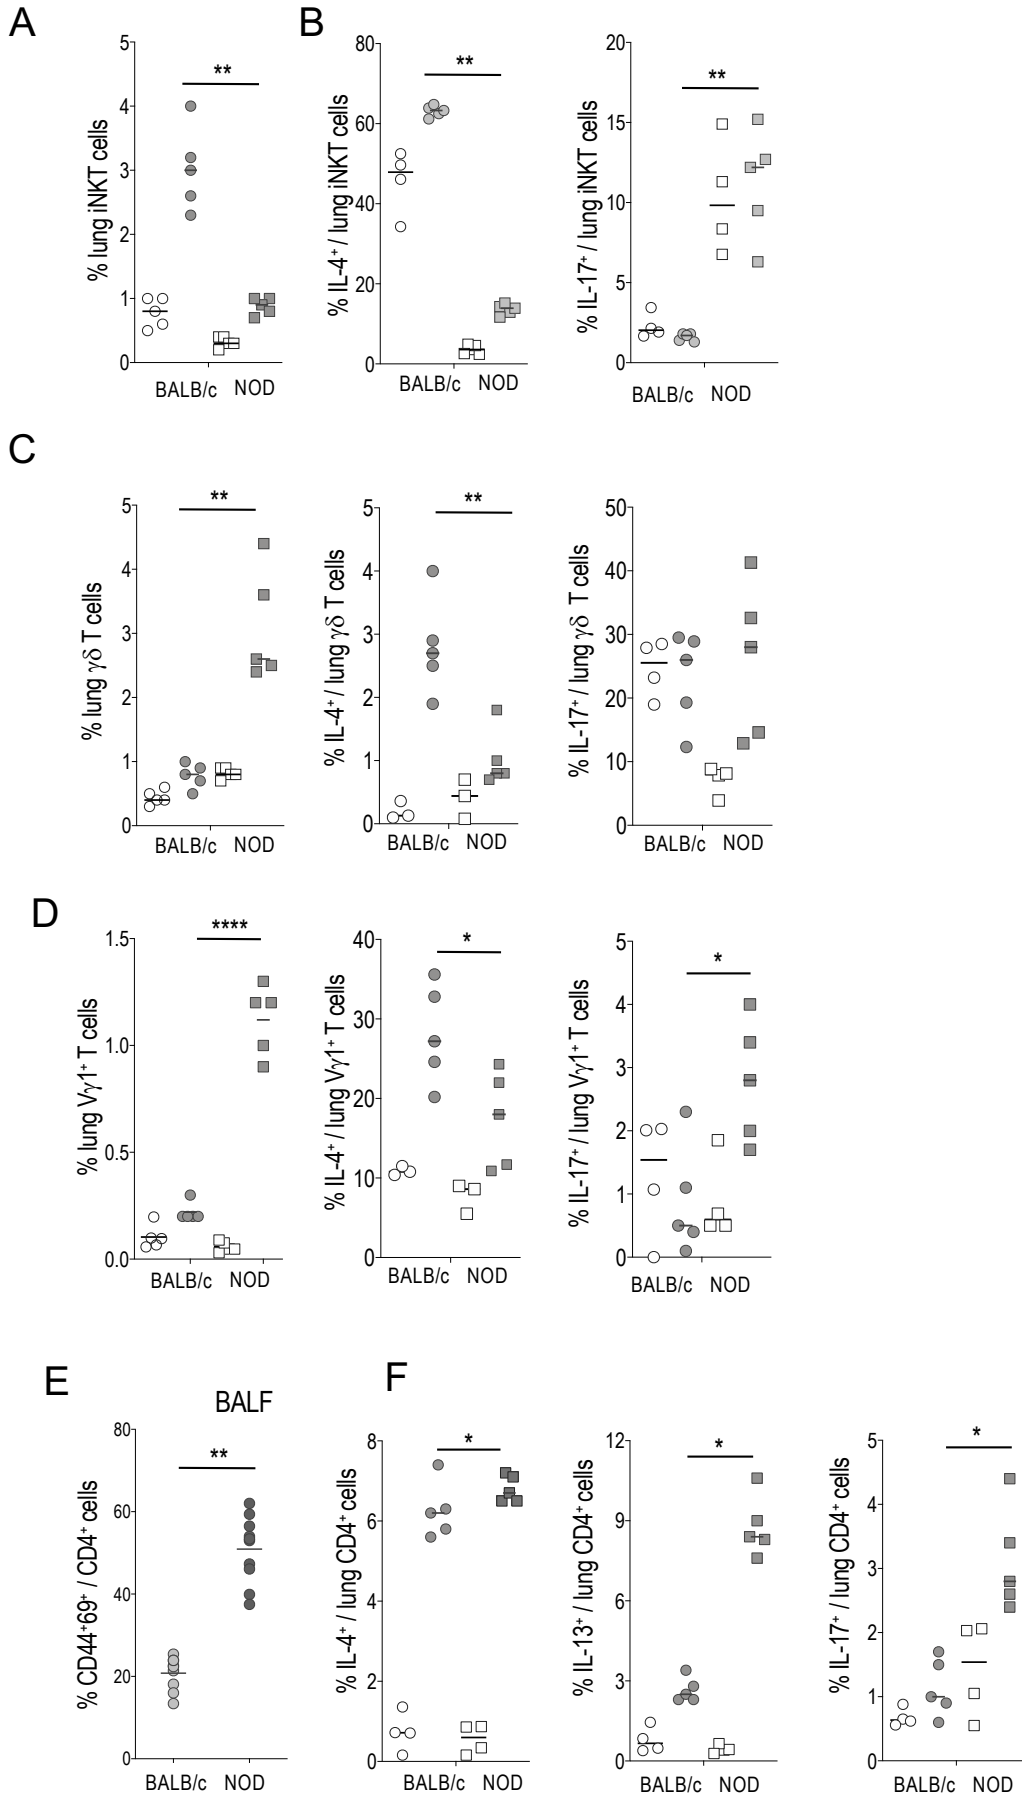 A
B
% lung iNKT cells
5
4
3
2
1
0
**
BALB/c NOD
% IL-4⁺ / lung iNKT cells
80
60
40
20
0
**
BALB/c NOD
% IL-17⁺ / lung iNKT cells
20
15
10
5
0
**
BALB/c NOD
C
% lung γδ T cells
5
4
3
2
1
0
**
BALB/c NOD
% IL-4⁺ / lung γδ T cells
5
4
3
2
1
0
**
BALB/c NOD
% IL-17⁺ / lung γδ T cells
50
40
30
20
10
0
BALB/c NOD
D
% lung Vγ1⁺ T cells
1.5
1.0
0.5
0.0
****
BALB/c NOD
% IL-4⁺ / lung Vγ1⁺ T cells
40
30
20
10
0
*
BALB/c NOD
% IL-17⁺ / lung Vγ1⁺ T cells
5
4
3
2
1
0
*
BALB/c NOD
E
BALF
% CD44⁺69⁺ / CD4⁺ cells
80
60
40
20
0
**
BALB/c NOD
F
% IL-4⁺ / lung CD4⁺ cells
8
6
4
2
0
*
BALB/c NOD
% IL-13⁺ / lung CD4⁺ cells
12
9
6
3
0
*
BALB/c NOD
% IL-17⁺ / lung CD4⁺ cells
5
4
3
2
1
0
*
BALB/c NOD